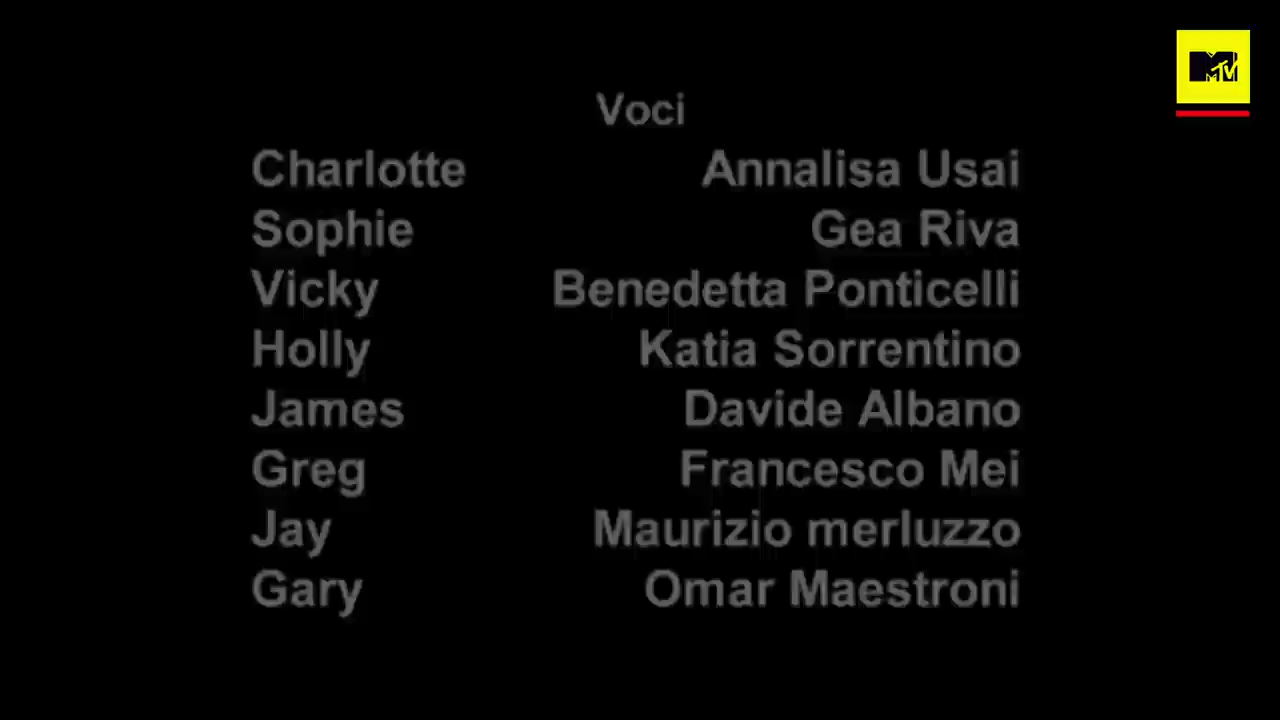 MTV
Voci
Charlotte Annalisa Usai
Sophie Gea Riva
Vicky Benedetta Ponticelli
Holly Katia Sorrentino
James Davide Albano
Greg Francesco Mei
Jay Maurizio merluzzo
Gary Omar Maestroni